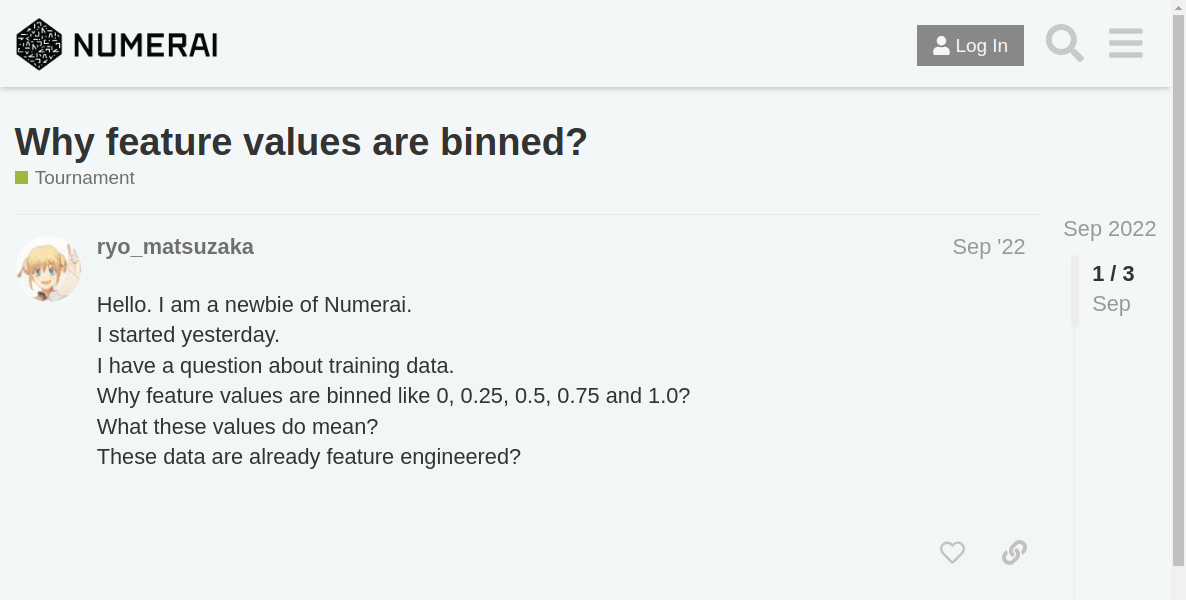 NUMERAI
Log In
Why feature values are binned?
Tournament
ryo_matsuzaka
Sep '22
Hello. I am a newbie of Numerai.
I started yesterday.
I have a question about training data.
Why feature values are binned like 0, 0.25, 0.5, 0.75 and 1.0?
What these values do mean?
These data are already feature engineered?
Sep 2022
1 / 3
Sep